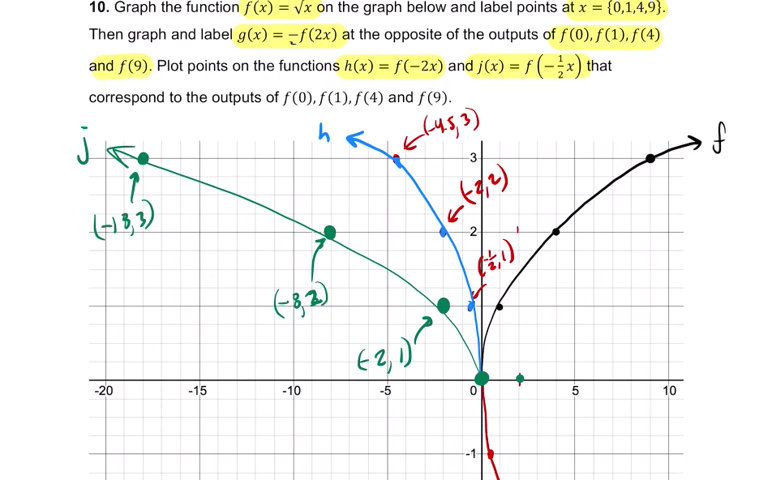 10. Graph the function f(x) = √x on the graph below and label points at x = {0,1,4,9}.
Then graph and label g(x) = −f(2x) at the opposite of the outputs of f(0), f(1), f(4)
and f(9). Plot points on the functions h(x) = f(−2x) and j(x) = f(−1/2 x) that
correspond to the outputs of f(0), f(1), f(4) and f(9).
j
h
(-4.5, 3)
f
3
(-18, 3)
(-2, 2)
2
(-1/2, 1)
(-8, 2)
(-2, 1)
-20 -15 -10 -5 0 5 10
-1